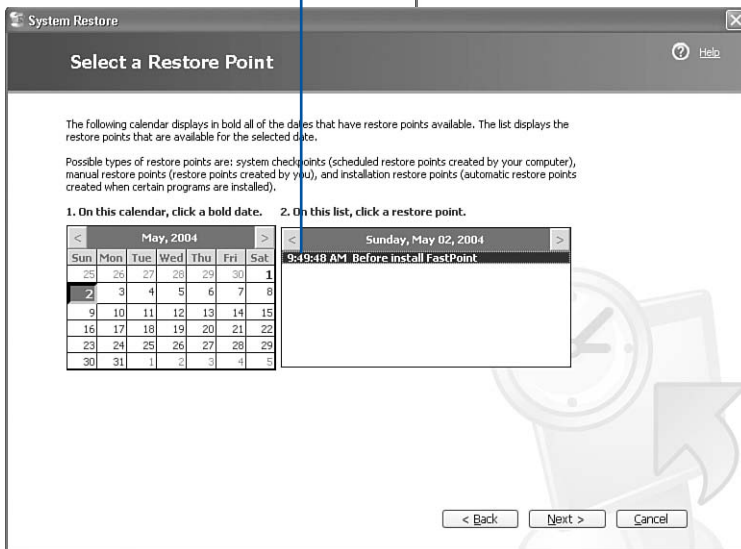 System Restore
Select a Restore Point
Help
The following calendar displays in bold all of the dates that have restore points available. The list displays the
restore points that are available for the selected date.
Possible types of restore points are: system checkpoints (scheduled restore points created by your computer),
manual restore points (restore points created by you), and installation restore points (automatic restore points
created when certain programs are installed).
1. On this calendar, click a bold date. 2. On this list, click a restore point.
< May, 2004 > < Sunday, May 02, 2004 >
Sun Mon Tue Wed Thu Fri Sat 9:49:48 AM Before install FastPoint
25 26 27 28 29 30 1
2 3 4 5 6 7 8
9 10 11 12 13 14 15
16 17 18 19 20 21 22
23 24 25 26 27 28 29
30 31 1 2 3 4 5
< Back Next > Cancel